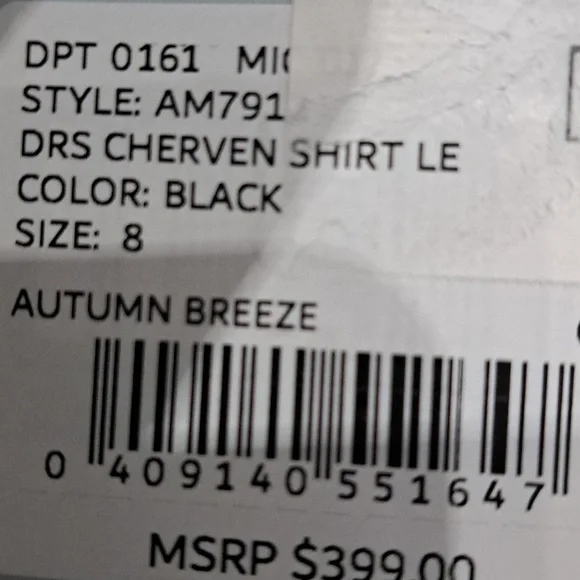 DPT 0161
STYLE: AM791
DRS CHERVEN SHIRT LE
COLOR: BLACK
SIZE: 8
AUTUMN BREEZE
0 409140 551647
MSRP $399.00